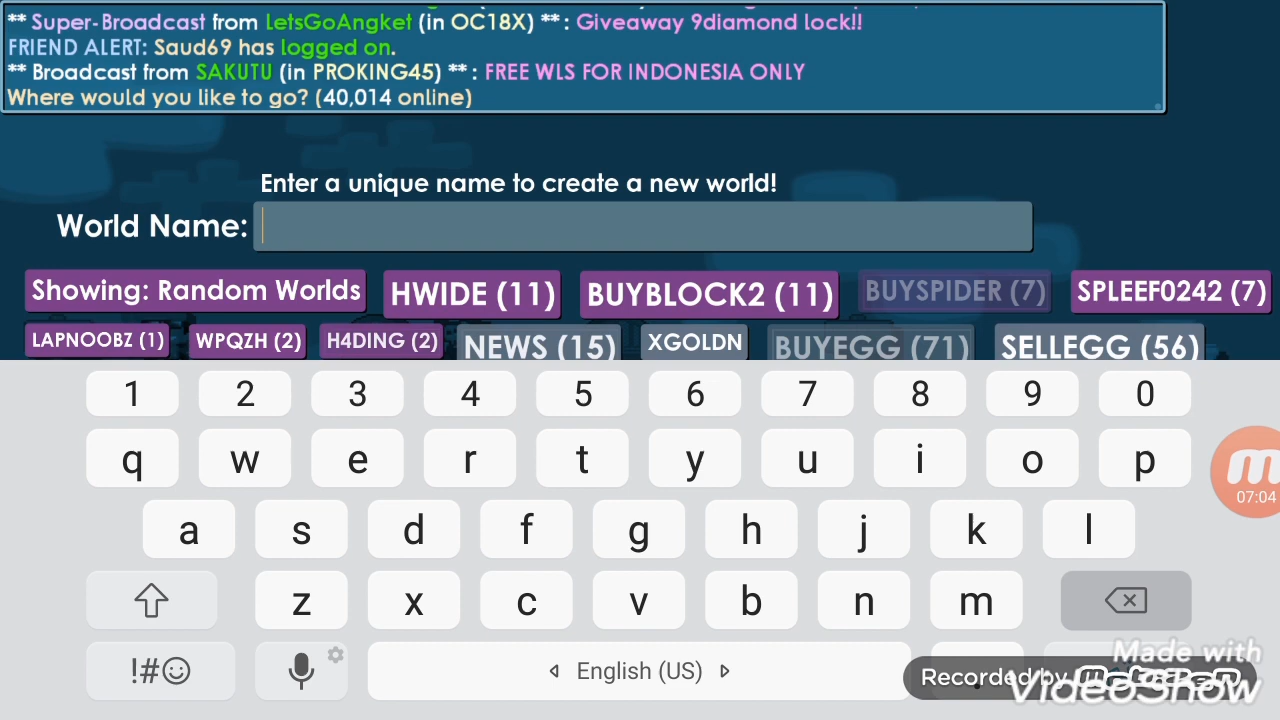 ** Super-Broadcast from LetsGoAngket (in OC18X) ** : Giveaway 9diamond lock!!
FRIEND ALERT: Saud69 has logged on.
** Broadcast from SAKUTU (in PROKING45) ** : FREE WLS FOR INDONESIA ONLY
Where would you like to go? (40,014 online)
Enter a unique name to create a new world!
World Name:
Showing: Random Worlds HWIDE (11) BUYBLOCK2 (11) BUYSPIDER (7) SPLEEF0242 (7)
LAPNOOBZ (1) WPQZH (2) H4DING (2) NEWS (15) XGOLDN BUYEGG (71) SELLEGG (56)
1 2 3 4 5 6 7 8 9 0
q w e r t y u i o p
07:04
a s d f g h j k l
z x c v b n m
!#☺ English (US)
Made with
Recorded by
VideoShow